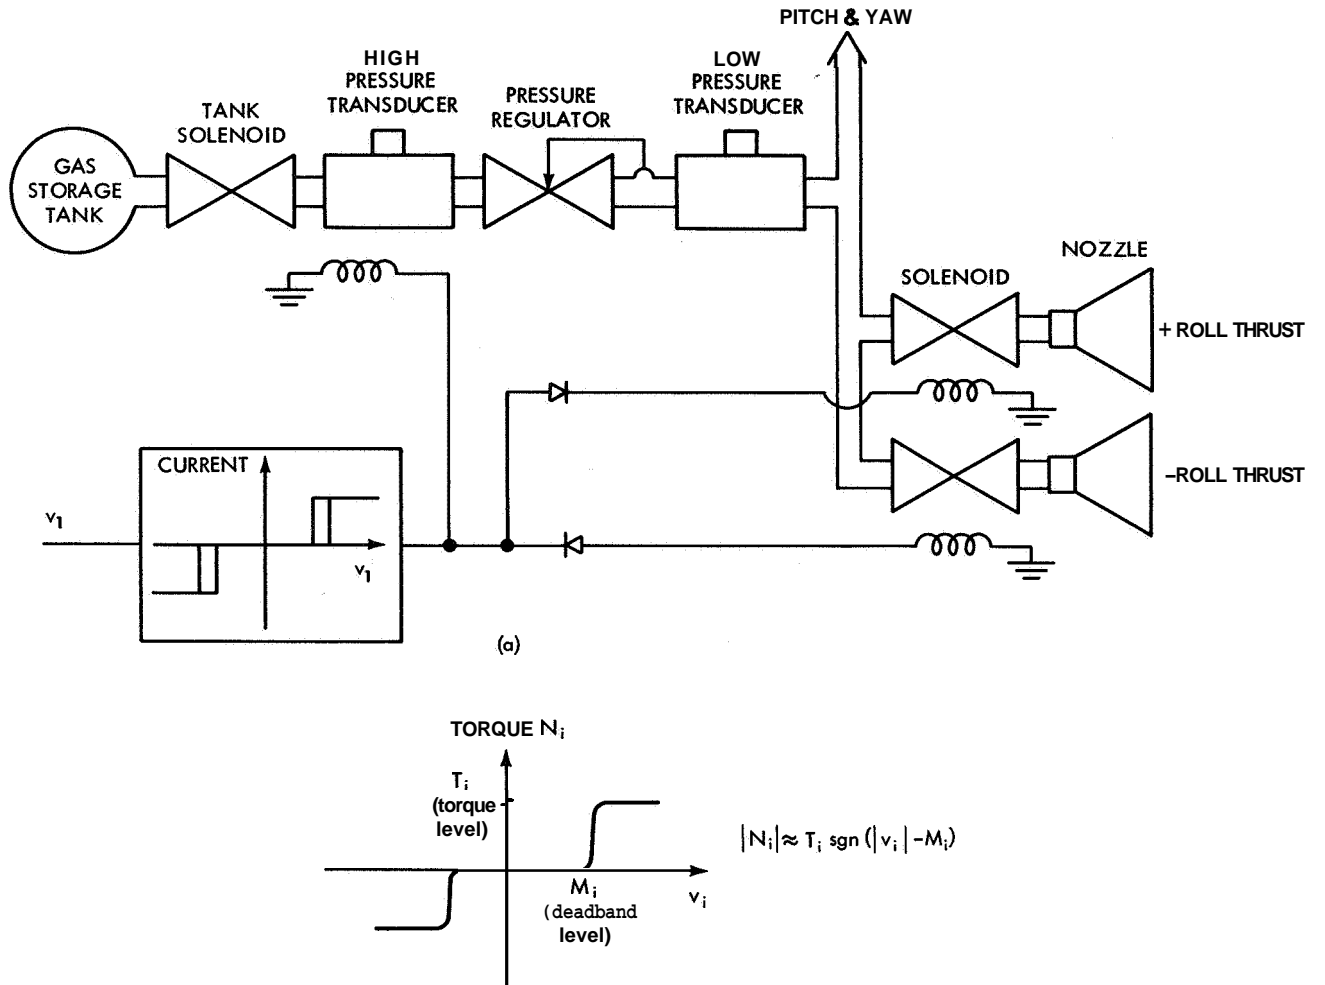 PITCH & YAW
HIGH
PRESSURE
TRANSDUCER
LOW
PRESSURE
TRANSDUCER
TANK
SOLENOID
PRESSURE
REGULATOR
GAS
STORAGE
TANK
NOZZLE
SOLENOID
+ ROLL THRUST
CURRENT
v1
v1
−ROLL THRUST
(a)
TORQUE Ni
Ti
(torque
level)
|Ni| ≈ Ti sgn (|vi| −Mi)
Mi
vi
(deadband
level)